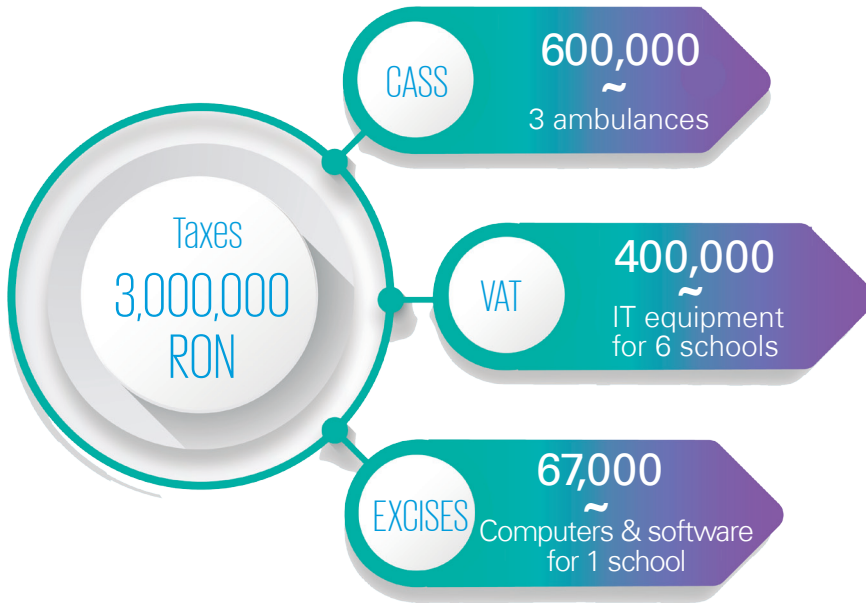 Taxes
3,000,000
RON
CASS
600,000
~
3 ambulances
VAT
400,000
~
IT equipment
for 6 schools
EXCISES
67,000
~
Computers & software
for 1 school